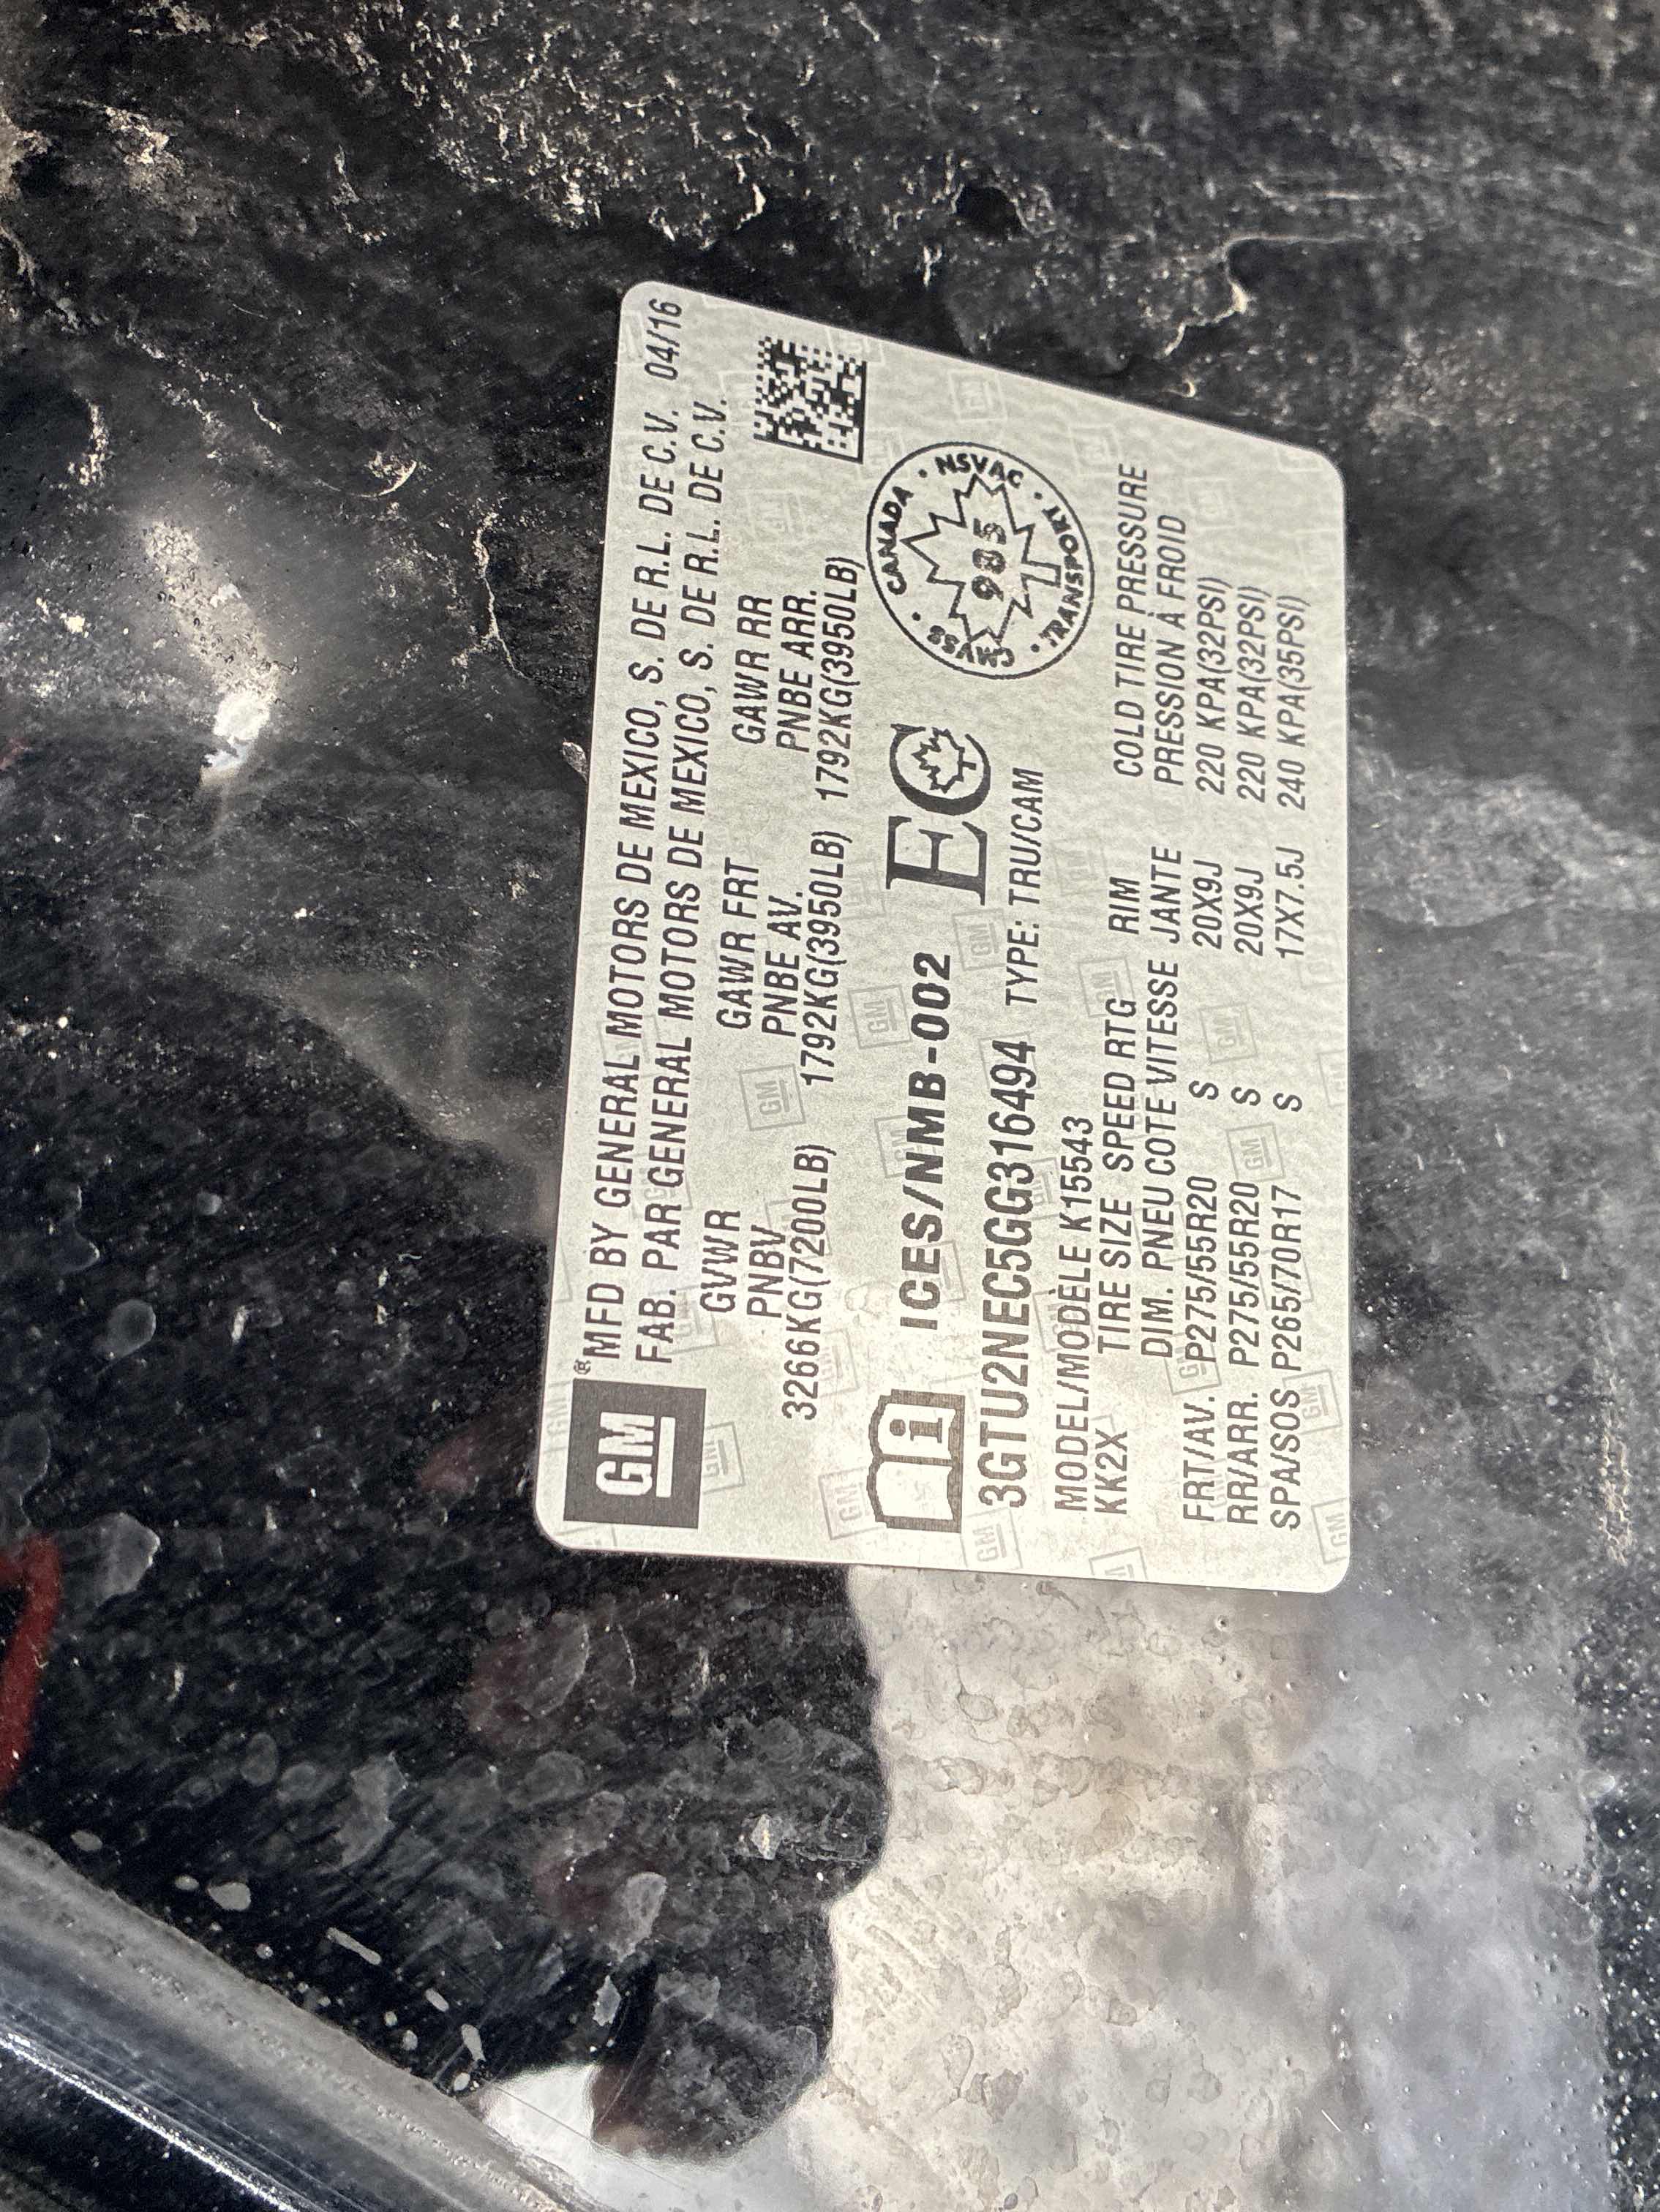 GM
® MFD BY GENERAL MOTORS DE MEXICO, S. DE R.L. DE C.V. 04/16
FAB. PAR GENERAL MOTORS DE MEXICO, S. DE R.L. DE C.V.
GVWR GAWR FRT GAWR RR
PNBV PNBE AV. PNBE ARR.
3266KG(7200LB) 1792KG(3950LB) 1792KG(3950LB)
i ICES/NMB-002 EC
CANADA • NSVAC • TRANSPORT • CMVSS •
905
3GTU2NEC5GG316494 TYPE: TRU/CAM
MODEL/MODÈLE K15543
KK2X
TIRE SIZE SPEED RTG RIM COLD TIRE PRESSURE
DIM. PNEU COTE VITESSE JANTE PRESSION À FROID
FRT/AV. P275/55R20 S 20X9J 220 KPA(32PSI)
RR/ARR. P275/55R20 S 20X9J 220 KPA(32PSI)
SPA/SOS P265/70R17 S 17X7.5J 240 KPA(35PSI)